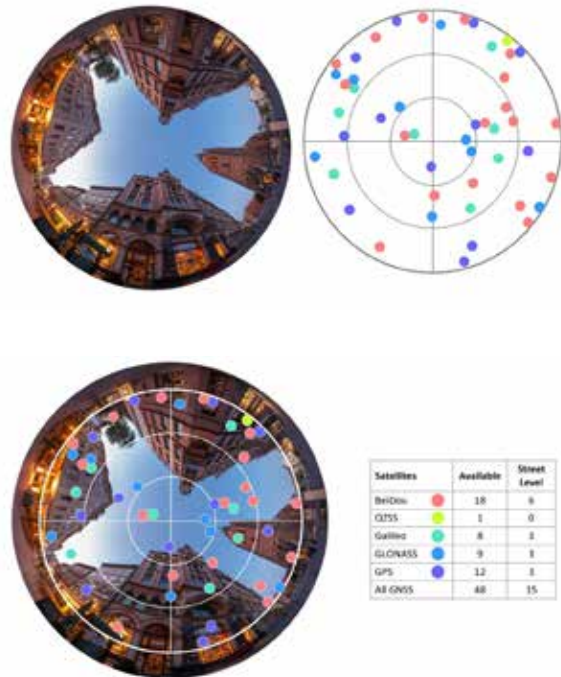 Satellites Available Street Level
BeiDou 18 6
QZSS 1 0
Galileo 8 3
GLONASS 9 3
GPS 12 3
All GNSS 48 15